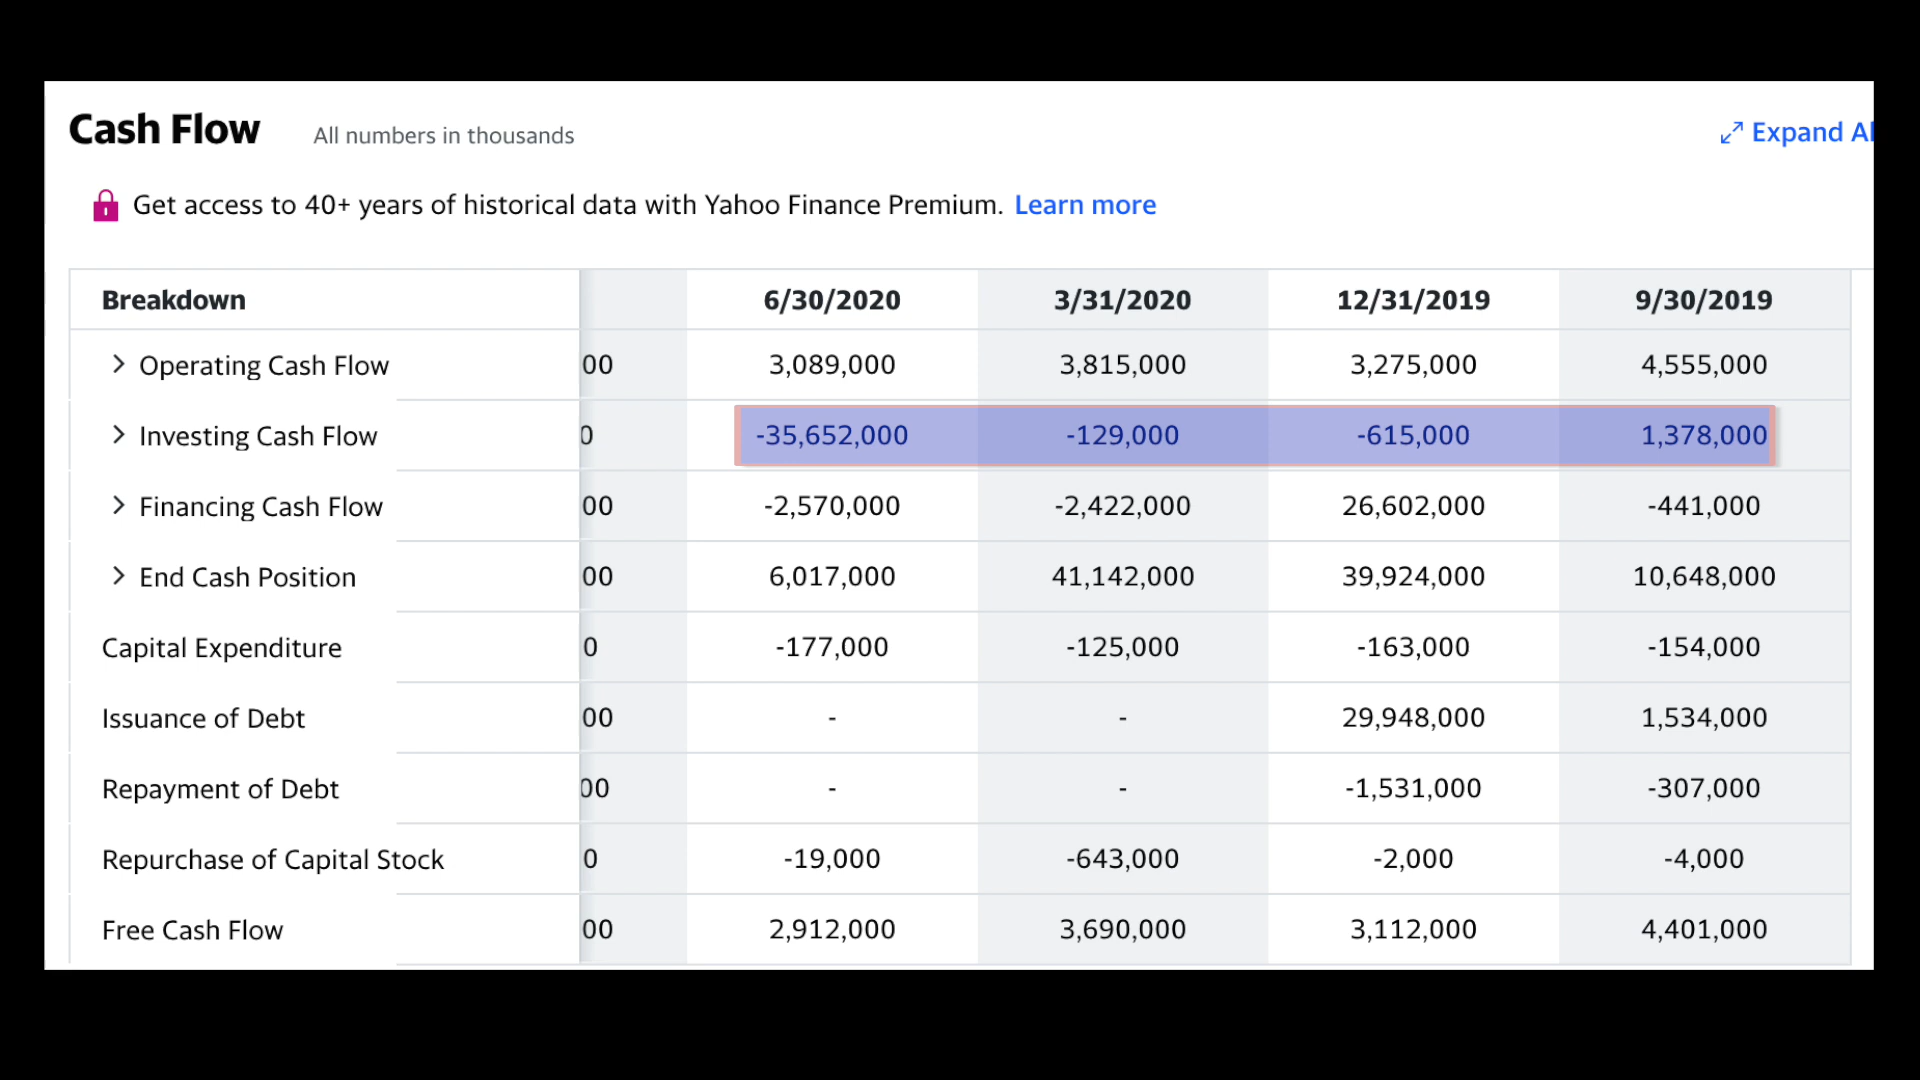 Cash Flow All numbers in thousands Expand Al
Get access to 40+ years of historical data with Yahoo Finance Premium. Learn more
Breakdown 6/30/2020 3/31/2020 12/31/2019 9/30/2019
Operating Cash Flow 00 3,089,000 3,815,000 3,275,000 4,555,000
Investing Cash Flow 0 -35,652,000 -129,000 -615,000 1,378,000
Financing Cash Flow 00 -2,570,000 -2,422,000 26,602,000 -441,000
End Cash Position 00 6,017,000 41,142,000 39,924,000 10,648,000
Capital Expenditure 0 -177,000 -125,000 -163,000 -154,000
Issuance of Debt 00 - - 29,948,000 1,534,000
Repayment of Debt 00 - - -1,531,000 -307,000
Repurchase of Capital Stock 0 -19,000 -643,000 -2,000 -4,000
Free Cash Flow 00 2,912,000 3,690,000 3,112,000 4,401,000